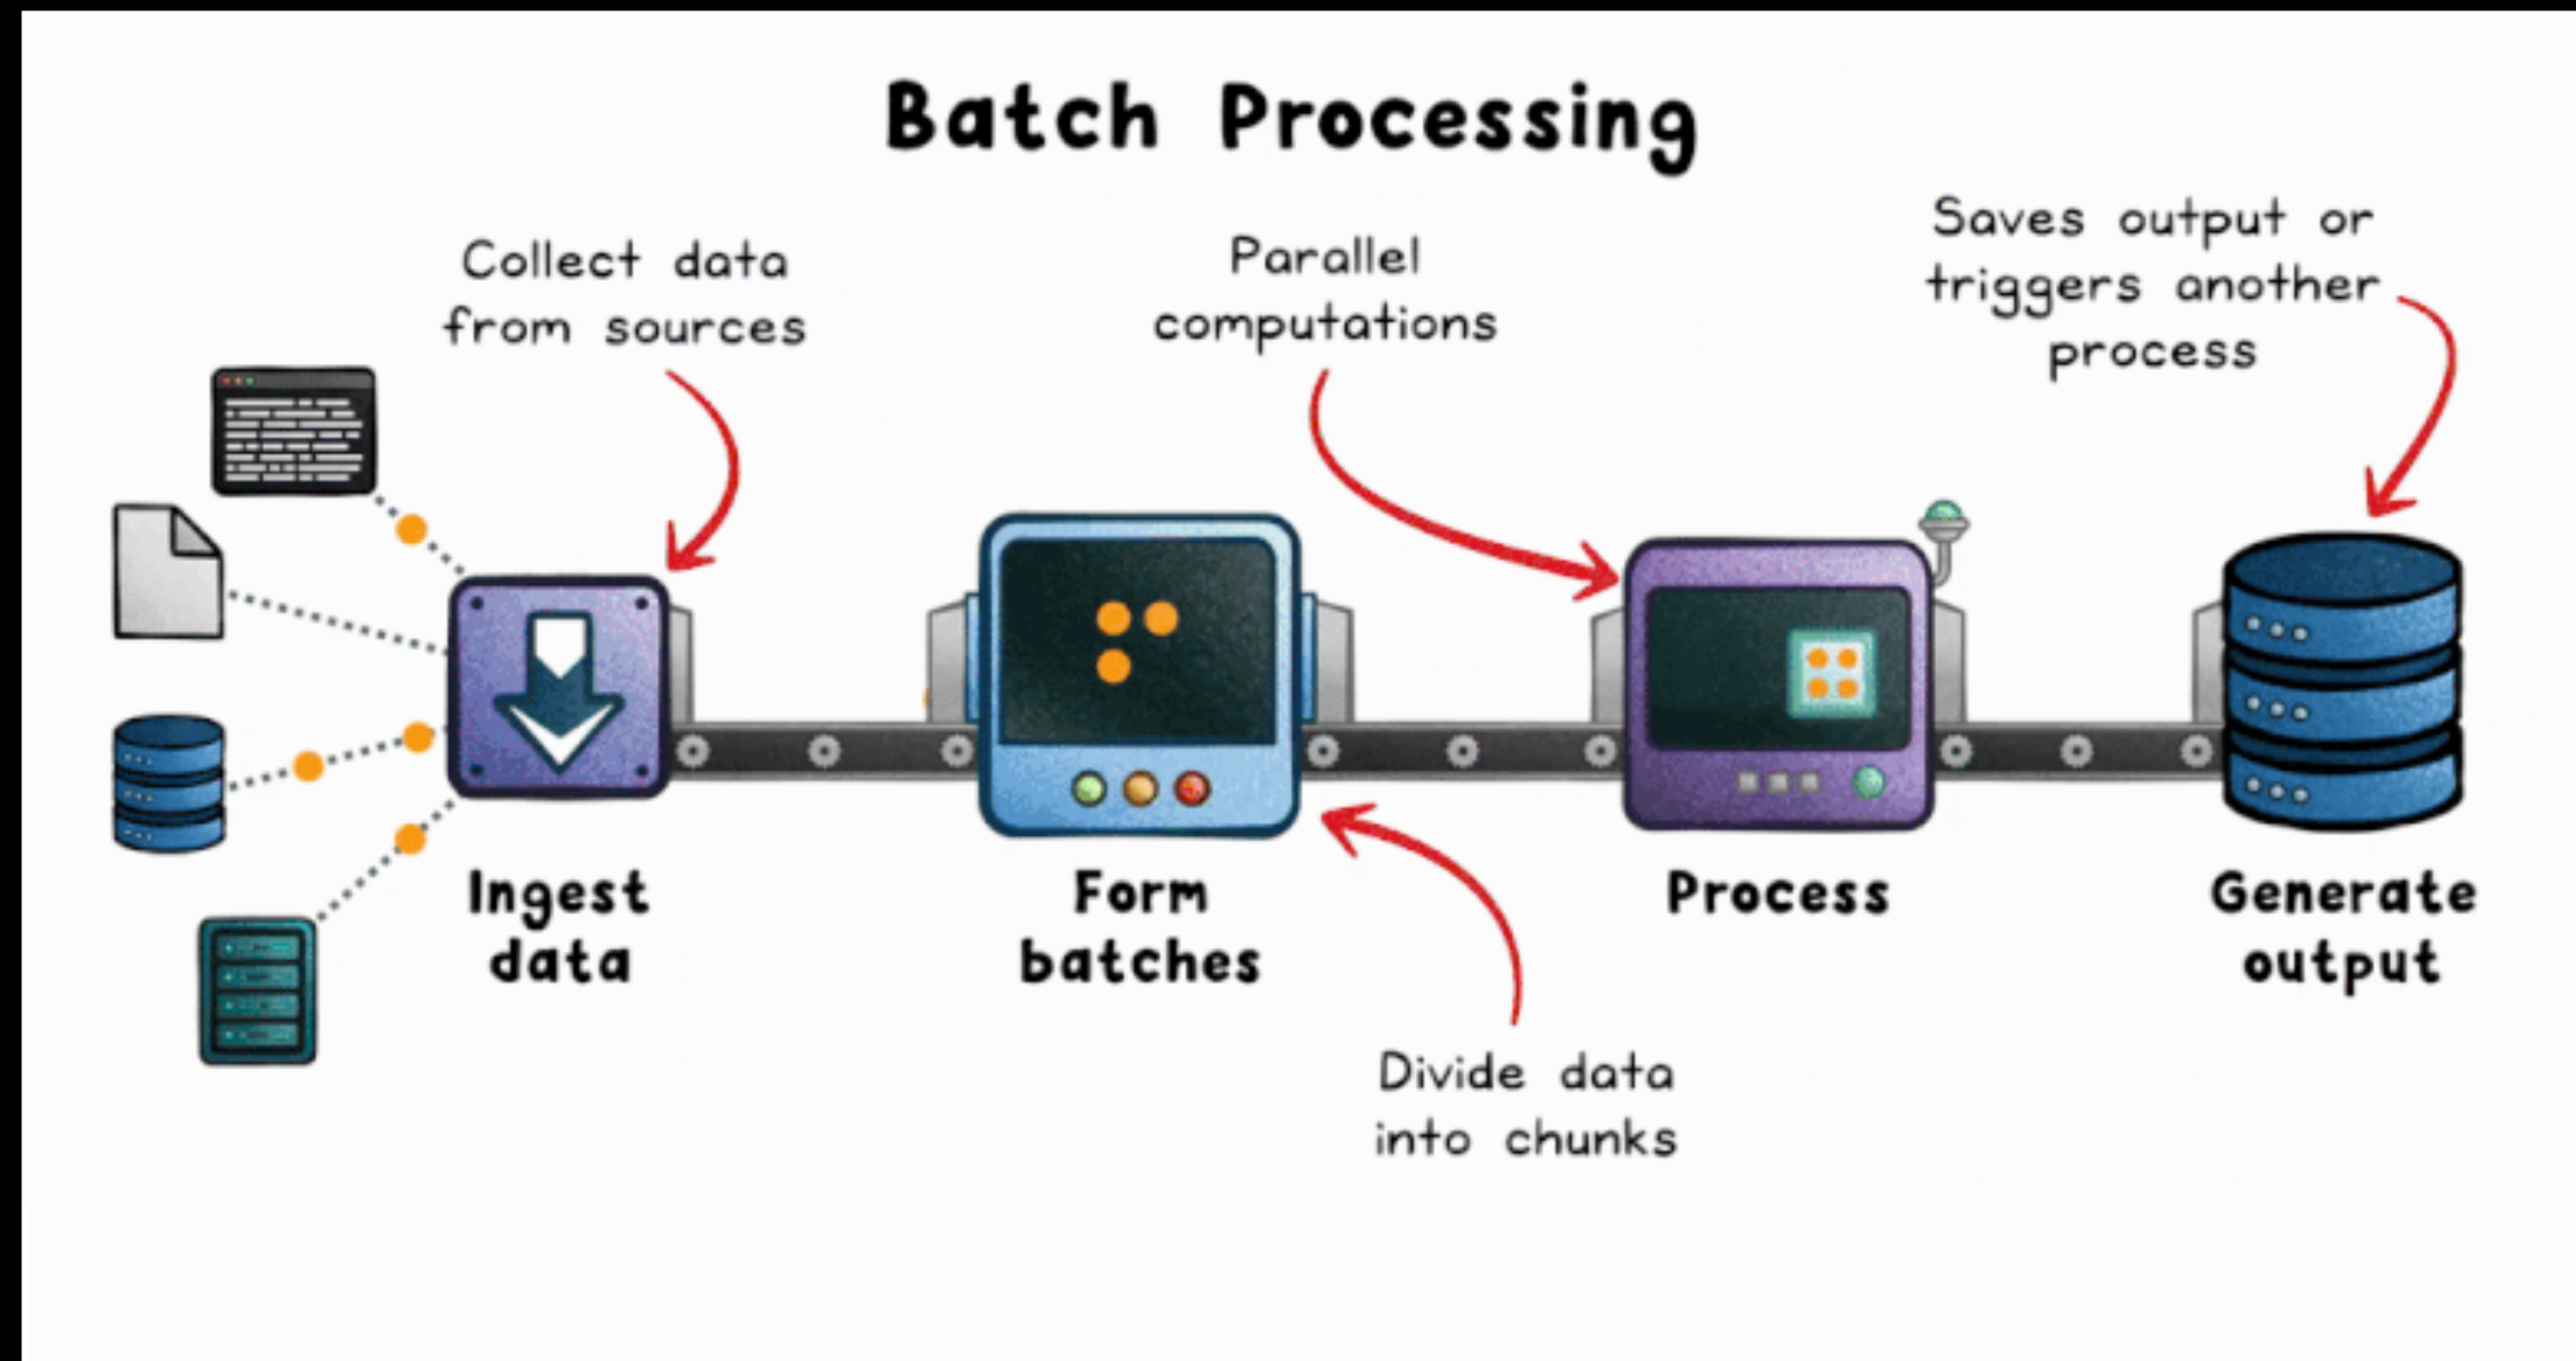 Batch Processing
Collect data
from sources
Parallel
computations
Saves output or
triggers another
process
Ingest
data
Form
batches
Process
Generate
output
Divide data
into chunks